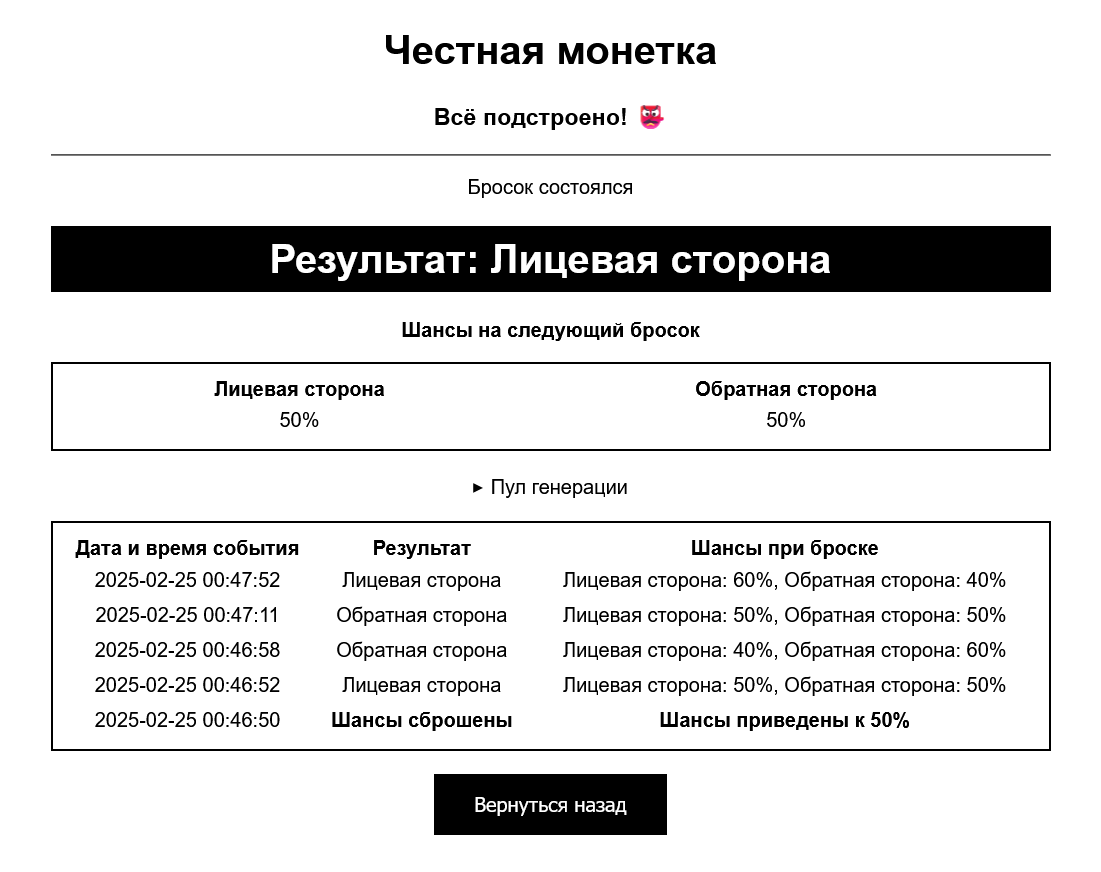 Честная монетка
Всё подстроено! 👺
Бросок состоялся
Результат: Лицевая сторона
Шансы на следующий бросок
Лицевая сторона Обратная сторона
50% 50%
► Пул генерации
Дата и время события Результат Шансы при броске
2025-02-25 00:47:52 Лицевая сторона Лицевая сторона: 60%, Обратная сторона: 40%
2025-02-25 00:47:11 Обратная сторона Лицевая сторона: 50%, Обратная сторона: 50%
2025-02-25 00:46:58 Обратная сторона Лицевая сторона: 40%, Обратная сторона: 60%
2025-02-25 00:46:52 Лицевая сторона Лицевая сторона: 50%, Обратная сторона: 50%
2025-02-25 00:46:50 Шансы сброшены Шансы приведены к 50%
Вернуться назад